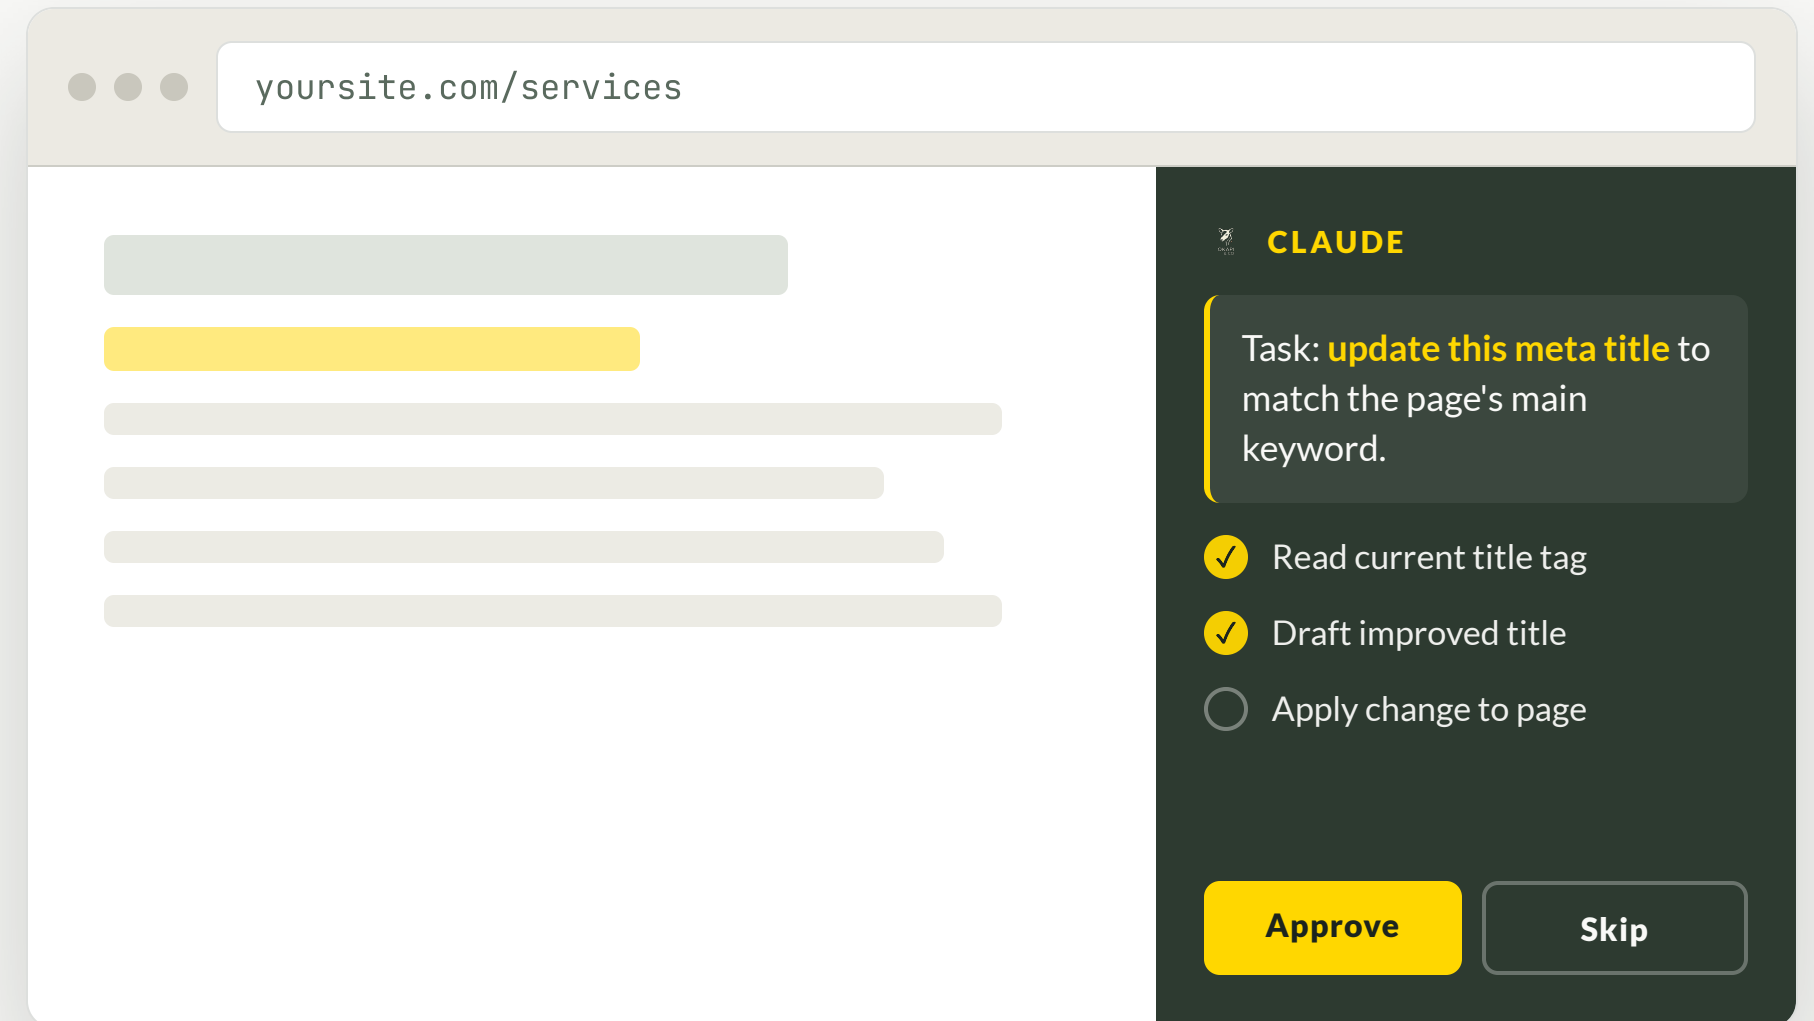 yoursite.com/services
CLAUDE
Task: update this meta title to
match the page's main
keyword.
Read current title tag
Draft improved title
Apply change to page
Approve
Skip